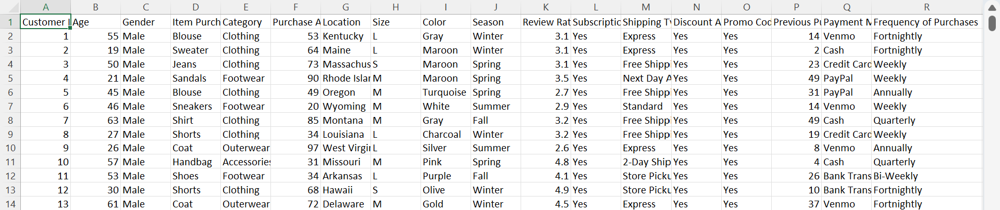 A B C D E F G H I J K L M N O P Q R
1 Customer I Age Gender Item Purch Category Purchase A Location Size Color Season Review Rat Subscriptic Shipping Ty Discount A Promo Coc Previous Pu Payment M Frequency of Purchases
2 1 55 Male Blouse Clothing 53 Kentucky L Gray Winter 3.1 Yes Express Yes Yes 14 Venmo Fortnightly
3 2 19 Male Sweater Clothing 64 Maine L Maroon Winter 3.1 Yes Express Yes Yes 2 Cash Fortnightly
4 3 50 Male Jeans Clothing 73 Massachus S Maroon Spring 3.1 Yes Free Shipp Yes Yes 23 Credit Card Weekly
5 4 21 Male Sandals Footwear 90 Rhode Islar M Maroon Spring 3.5 Yes Next Day A Yes Yes 49 PayPal Weekly
6 5 45 Male Blouse Clothing 49 Oregon M Turquoise Spring 2.7 Yes Free Shipp Yes Yes 31 PayPal Annually
7 6 46 Male Sneakers Footwear 20 Wyoming M White Summer 2.9 Yes Standard Yes Yes 14 Venmo Weekly
8 7 63 Male Shirt Clothing 85 Montana M Gray Fall 3.2 Yes Free Shipp Yes Yes 49 Cash Quarterly
9 8 27 Male Shorts Clothing 34 Louisiana L Charcoal Winter 3.2 Yes Free Shipp Yes Yes 19 Credit Card Weekly
10 9 26 Male Coat Outerwear 97 West Virgir L Silver Summer 2.6 Yes Express Yes Yes 8 Venmo Annually
11 10 57 Male Handbag Accessories 31 Missouri M Pink Spring 4.8 Yes 2-Day Ship Yes Yes 4 Cash Quarterly
12 11 53 Male Shoes Footwear 34 Arkansas L Purple Fall 4.1 Yes Store Picku Yes Yes 26 Bank Trans Bi-Weekly
13 12 30 Male Shorts Clothing 68 Hawaii S Olive Winter 4.9 Yes Store Picku Yes Yes 10 Bank Trans Fortnightly
14 13 61 Male Coat Outerwear 72 Delaware M Gold Winter 4.5 Yes Express Yes Yes 37 Venmo Fortnightly